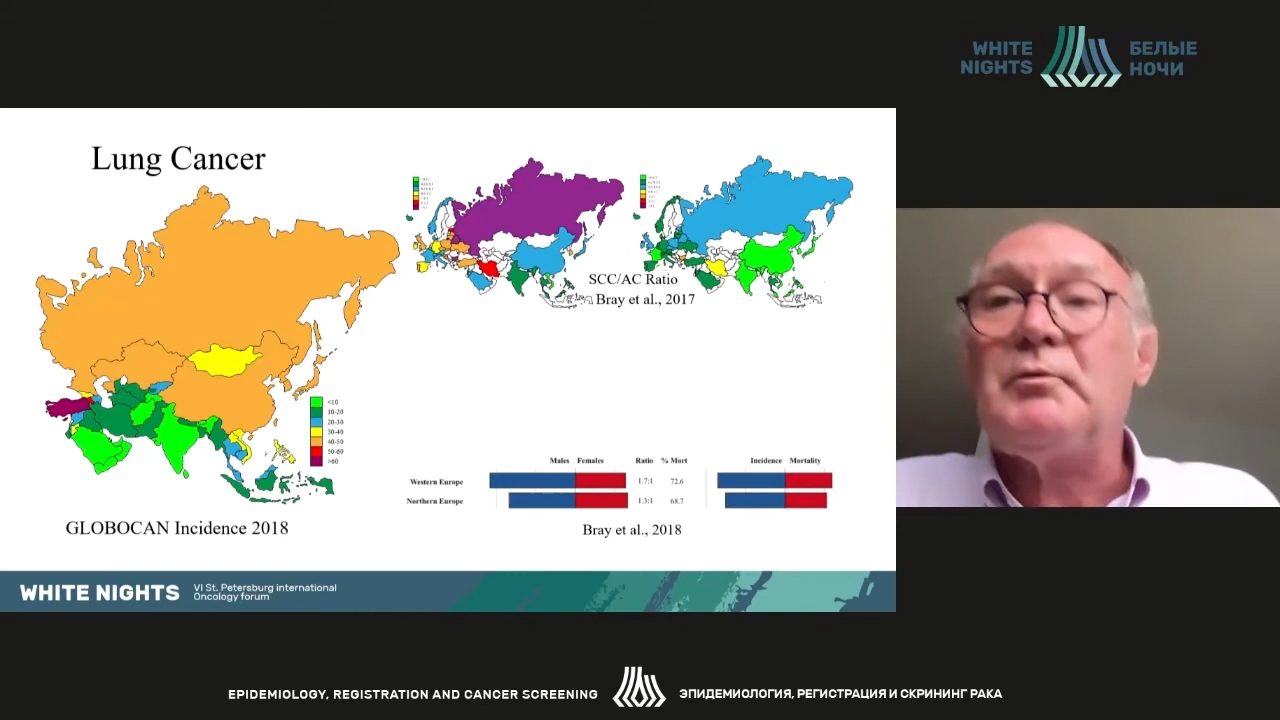 WHITE
NIGHTS
БЕЛЫЕ
НОЧИ
Lung Cancer
SCC/AC Ratio
Bray et al., 2017
<10
10-20
20-30
30-40
40-50
50-60
>60
GLOBOCAN Incidence 2018
Males Females Ratio % Mort Incidence Mortality
Western Europe 1.7:1 72.6
Northern Europe 1.3:1 68.7
Bray et al., 2018
WHITE NIGHTS
VI St. Petersburg international
Oncology forum
EPIDEMIOLOGY, REGISTRATION AND CANCER SCREENING
ЭПИДЕМИОЛОГИЯ, РЕГИСТРАЦИЯ И СКРИНИНГ РАКА